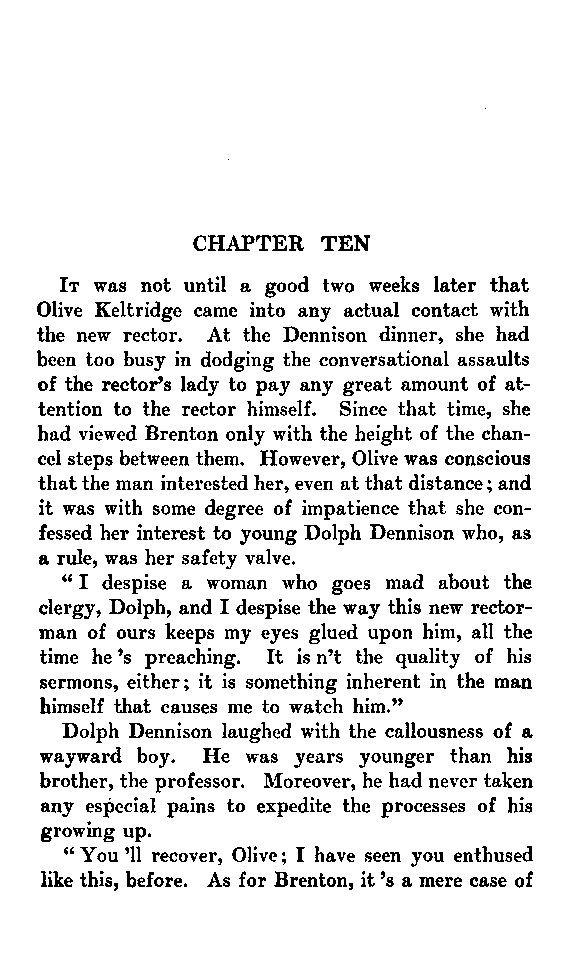 CHAPTER TEN
It was not until a good two weeks later that
Olive Keltridge came into any actual contact with
the new rector. At the Dennison dinner, she had
been too busy in dodging the conversational assaults
of the rector's lady to pay any great amount of at-
tention to the rector himself. Since that time, she
had viewed Brenton only with the height of the chan-
cel steps between them. However, Olive was conscious
that the man interested her, even at that distance; and
it was with some degree of impatience that she con-
fessed her interest to young Dolph Dennison who, as
a rule, was her safety valve.
"I despise a woman who goes mad about the
clergy, Dolph, and I despise the way this new rector-
man of ours keeps my eyes glued upon him, all the
time he's preaching. It isn't the quality of his
sermons, either; it is something inherent in the man
himself that causes me to watch him."
Dolph Dennison laughed with the callousness of a
wayward boy. He was years younger than his
brother, the professor. Moreover, he had never taken
any especial pains to expedite the processes of his
growing up.
"You'll recover, Olive; I have seen you enthused
like this, before. As for Brenton, it's a mere case of